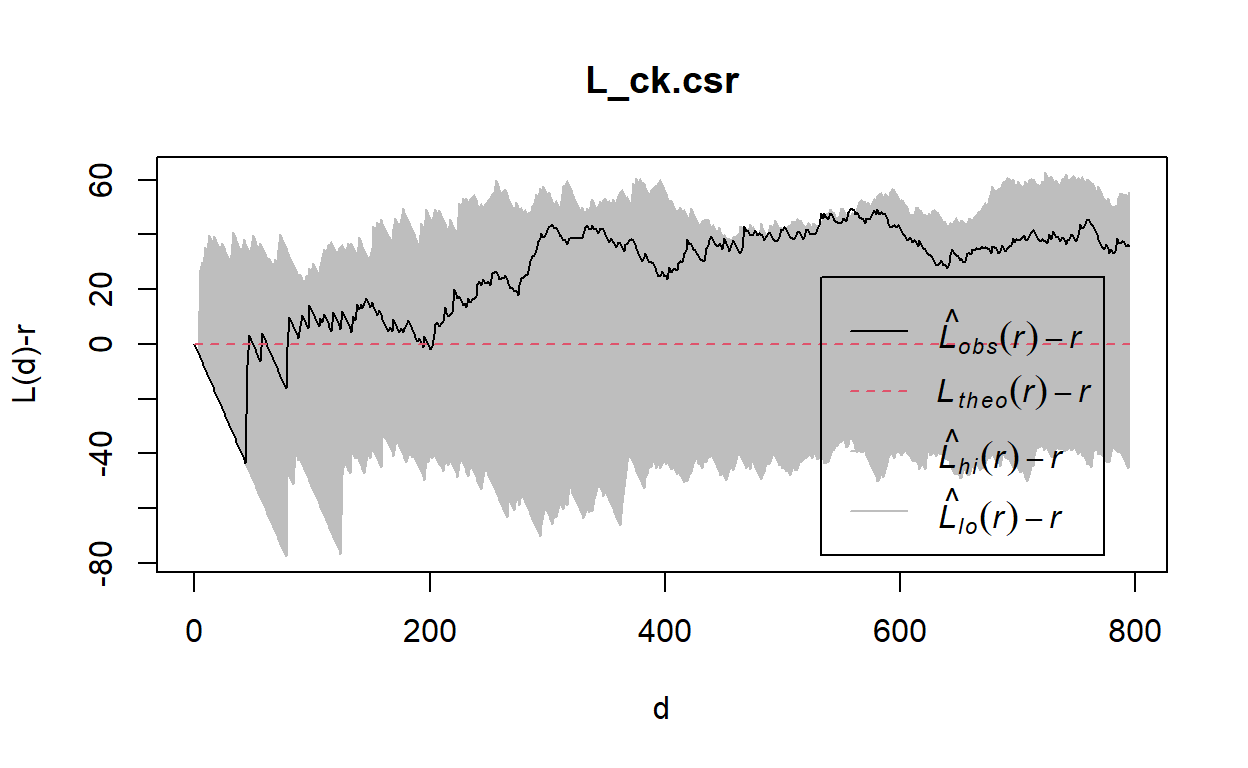 L_ck.csr
L(d)-r
60
20
0
-40
-80
L̂obs(r) – r
Ltheo(r) – r
L̂hi(r) – r
L̂lo(r) – r
0 200 400 600 800
d